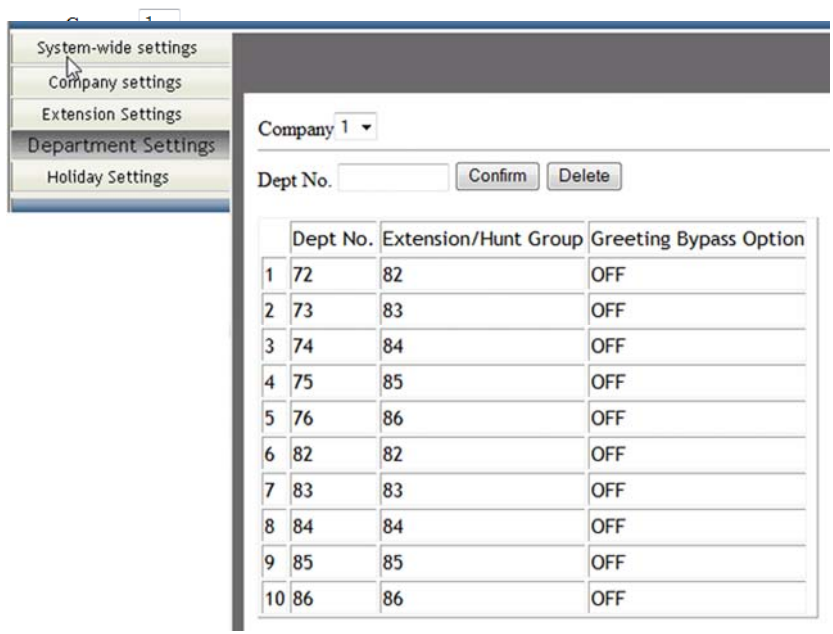 System-wide settings
Company settings
Extension Settings
Department Settings
Holiday Settings
Company 1
Dept No. Confirm Delete
Dept No. Extension/Hunt Group Greeting Bypass Option
1 72 82 OFF
2 73 83 OFF
3 74 84 OFF
4 75 85 OFF
5 76 86 OFF
6 82 82 OFF
7 83 83 OFF
8 84 84 OFF
9 85 85 OFF
10 86 86 OFF